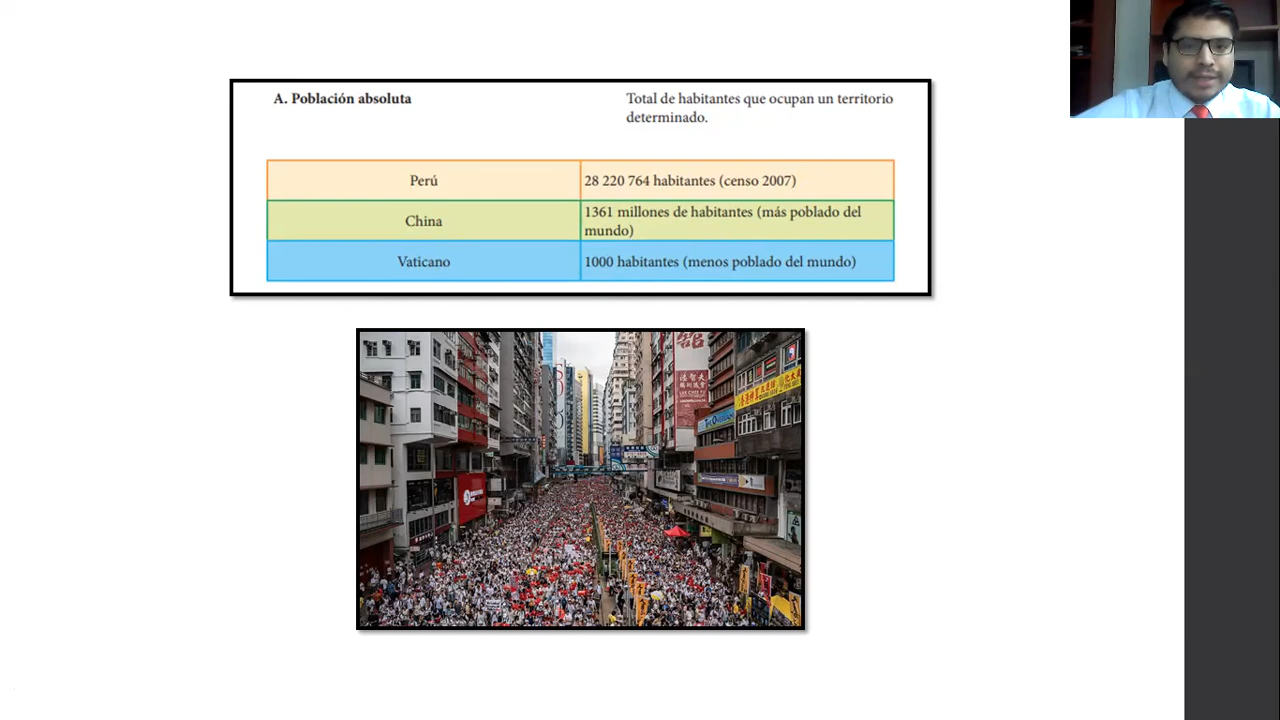 A. Población absoluta
Total de habitantes que ocupan un territorio
determinado.
Perú
28 220 764 habitantes (censo 2007)
China
1361 millones de habitantes (más poblado del
mundo)
Vaticano
1000 habitantes (menos poblado del mundo)